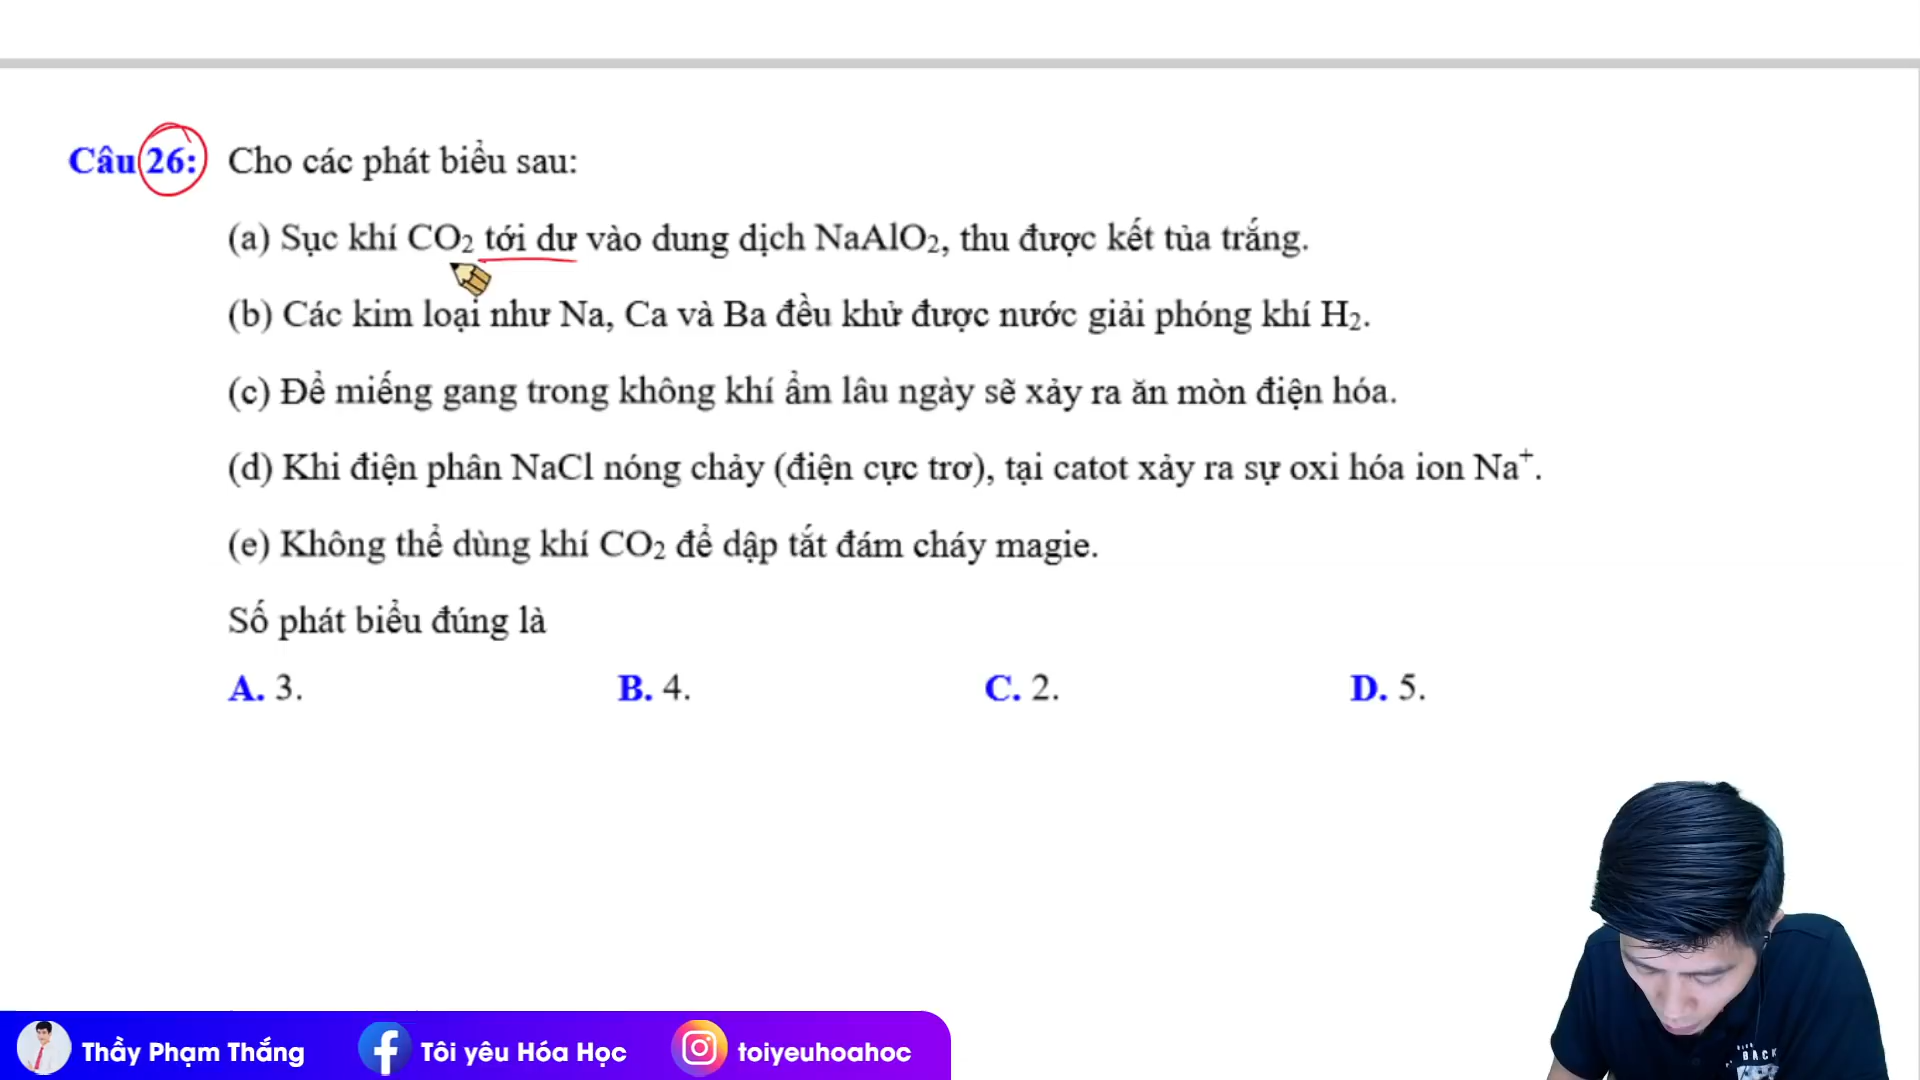 Câu 26: Cho các phát biểu sau:
(a) Sục khí CO₂ tới dư vào dung dịch NaAlO₂, thu được kết tủa trắng.
(b) Các kim loại như Na, Ca và Ba đều khử được nước giải phóng khí H₂.
(c) Để miếng gang trong không khí ẩm lâu ngày sẽ xảy ra ăn mòn điện hóa.
(d) Khi điện phân NaCl nóng chảy (điện cực trơ), tại catot xảy ra sự oxi hóa ion Na⁺.
(e) Không thể dùng khí CO₂ để dập tắt đám cháy magie.
Số phát biểu đúng là
A. 3. B. 4. C. 2. D. 5.
BACK
Thầy Phạm Thắng Tôi yêu Hóa Học toiyeuhoahoc